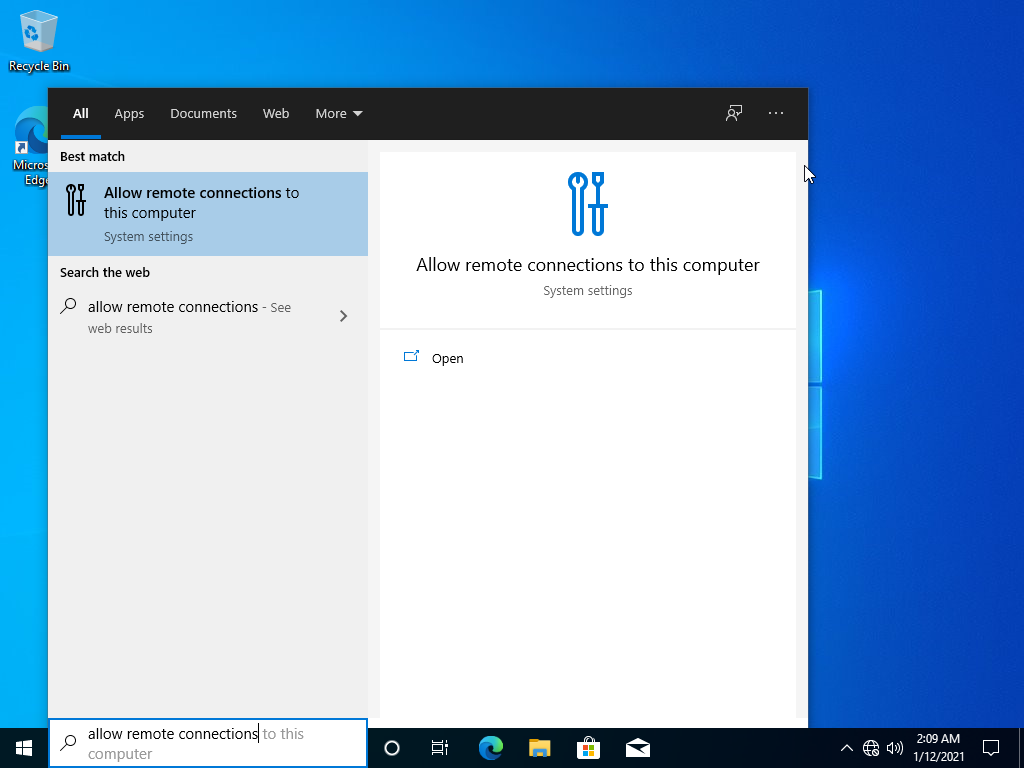 Recycle Bin
Micros
Edge
All
Apps
Documents
Web
More
Best match
Allow remote connections to
this computer
System settings
Search the web
allow remote connections - See
web results
Allow remote connections to this computer
System settings
Open
allow remote connections to this
computer
2:09 AM
1/12/2021